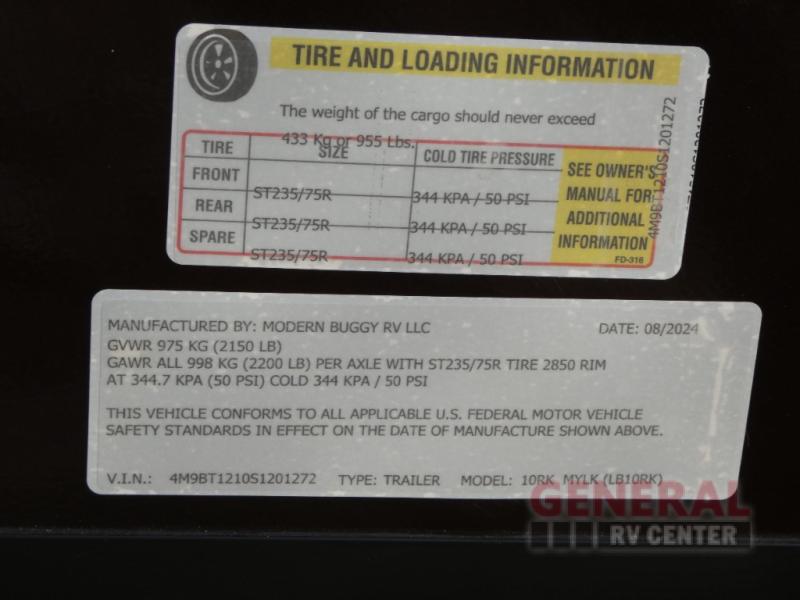 TIRE AND LOADING INFORMATION
The weight of the cargo should never exceed
433 Kg or 955 Lbs.
TIRE SIZE COLD TIRE PRESSURE
FRONT ST235/75R 344 KPA / 50 PSI
REAR ST235/75R 344 KPA / 50 PSI
SPARE ST235/75R 344 KPA / 50 PSI
SEE OWNER'S
MANUAL FOR
ADDITIONAL
INFORMATION
FD-316
4M9BT1210S1201272
MANUFACTURED BY: MODERN BUGGY RV LLC DATE: 08/2024
GVWR 975 KG (2150 LB)
GAWR ALL 998 KG (2200 LB) PER AXLE WITH ST235/75R TIRE 2850 RIM
AT 344.7 KPA (50 PSI) COLD 344 KPA / 50 PSI
THIS VEHICLE CONFORMS TO ALL APPLICABLE U.S. FEDERAL MOTOR VEHICLE
SAFETY STANDARDS IN EFFECT ON THE DATE OF MANUFACTURE SHOWN ABOVE.
V.I.N.: 4M9BT1210S1201272 TYPE: TRAILER MODEL: 10RK MYLK (LB10RK)
GENERAL
RV CENTER